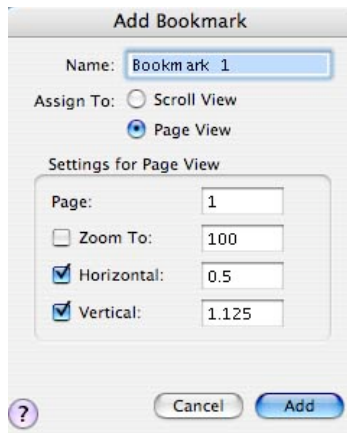 Add Bookmark
Name: Bookmark 1
Assign To: Scroll View
Page View
Settings for Page View
Page: 1
Zoom To: 100
Horizontal: 0.5
Vertical: 1.125
? Cancel Add